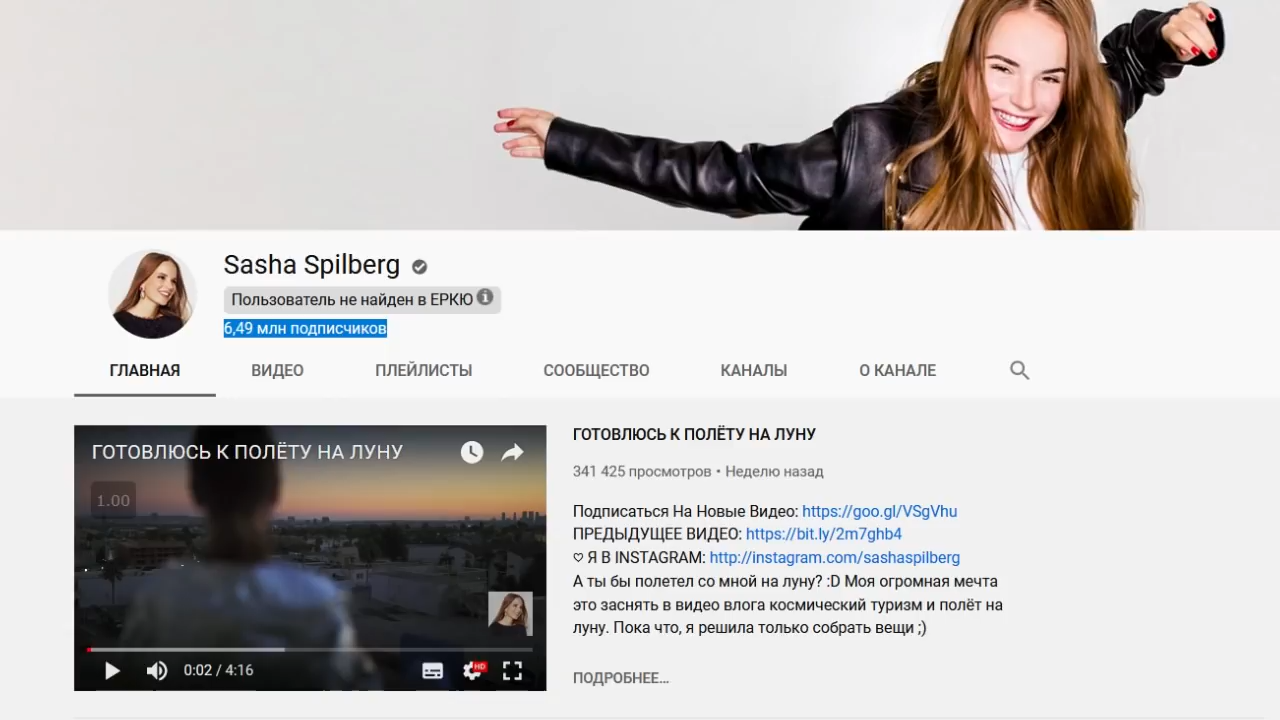 Sasha Spilberg
Пользователь не найден в ЕРКЮ
6,49 млн подписчиков
ГЛАВНАЯ ВИДЕО ПЛЕЙЛИСТЫ СООБЩЕСТВО КАНАЛЫ О КАНАЛЕ
ГОТОВЛЮСЬ К ПОЛЁТУ НА ЛУНУ
1.00
HD
0:02 / 4:16
ГОТОВЛЮСЬ К ПОЛЁТУ НА ЛУНУ
341 425 просмотров • Неделю назад
Подписаться На Новые Видео: https://goo.gl/VSgVhu
ПРЕДЫДУЩЕЕ ВИДЕО: https://bit.ly/2m7ghb4
♡ Я В INSTAGRAM: http://instagram.com/sashaspilberg
А ты бы полетел со мной на луну? :D Моя огромная мечта
это заснять в видео влога космический туризм и полёт на
луну. Пока что, я решила только собрать вещи ;)
ПОДРОБНЕЕ...